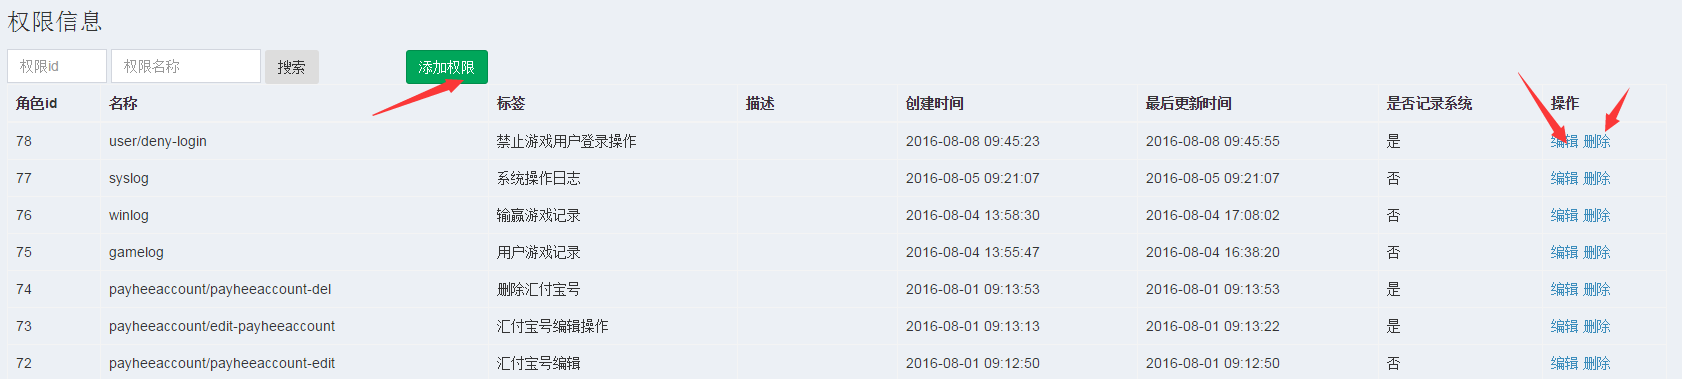 权限信息
权限id 权限名称 搜索 添加权限
角色id 名称 标签 描述 创建时间 最后更新时间 是否记录系统 操作
78 user/deny-login 禁止游戏用户登录操作 2016-08-08 09:45:23 2016-08-08 09:45:55 是 编辑 删除
77 syslog 系统操作日志 2016-08-05 09:21:07 2016-08-05 09:21:07 否 编辑 删除
76 winlog 输赢游戏记录 2016-08-04 13:58:30 2016-08-04 17:08:02 否 编辑 删除
75 gamelog 用户游戏记录 2016-08-04 13:55:47 2016-08-04 16:38:20 否 编辑 删除
74 payheeaccount/payheeaccount-del 删除汇付宝号 2016-08-01 09:13:53 2016-08-01 09:13:53 是 编辑 删除
73 payheeaccount/edit-payheeaccount 汇付宝号编辑操作 2016-08-01 09:13:13 2016-08-01 09:13:22 是 编辑 删除
72 payheeaccount/payheeaccount-edit 汇付宝号编辑 2016-08-01 09:12:50 2016-08-01 09:12:50 否 编辑 删除